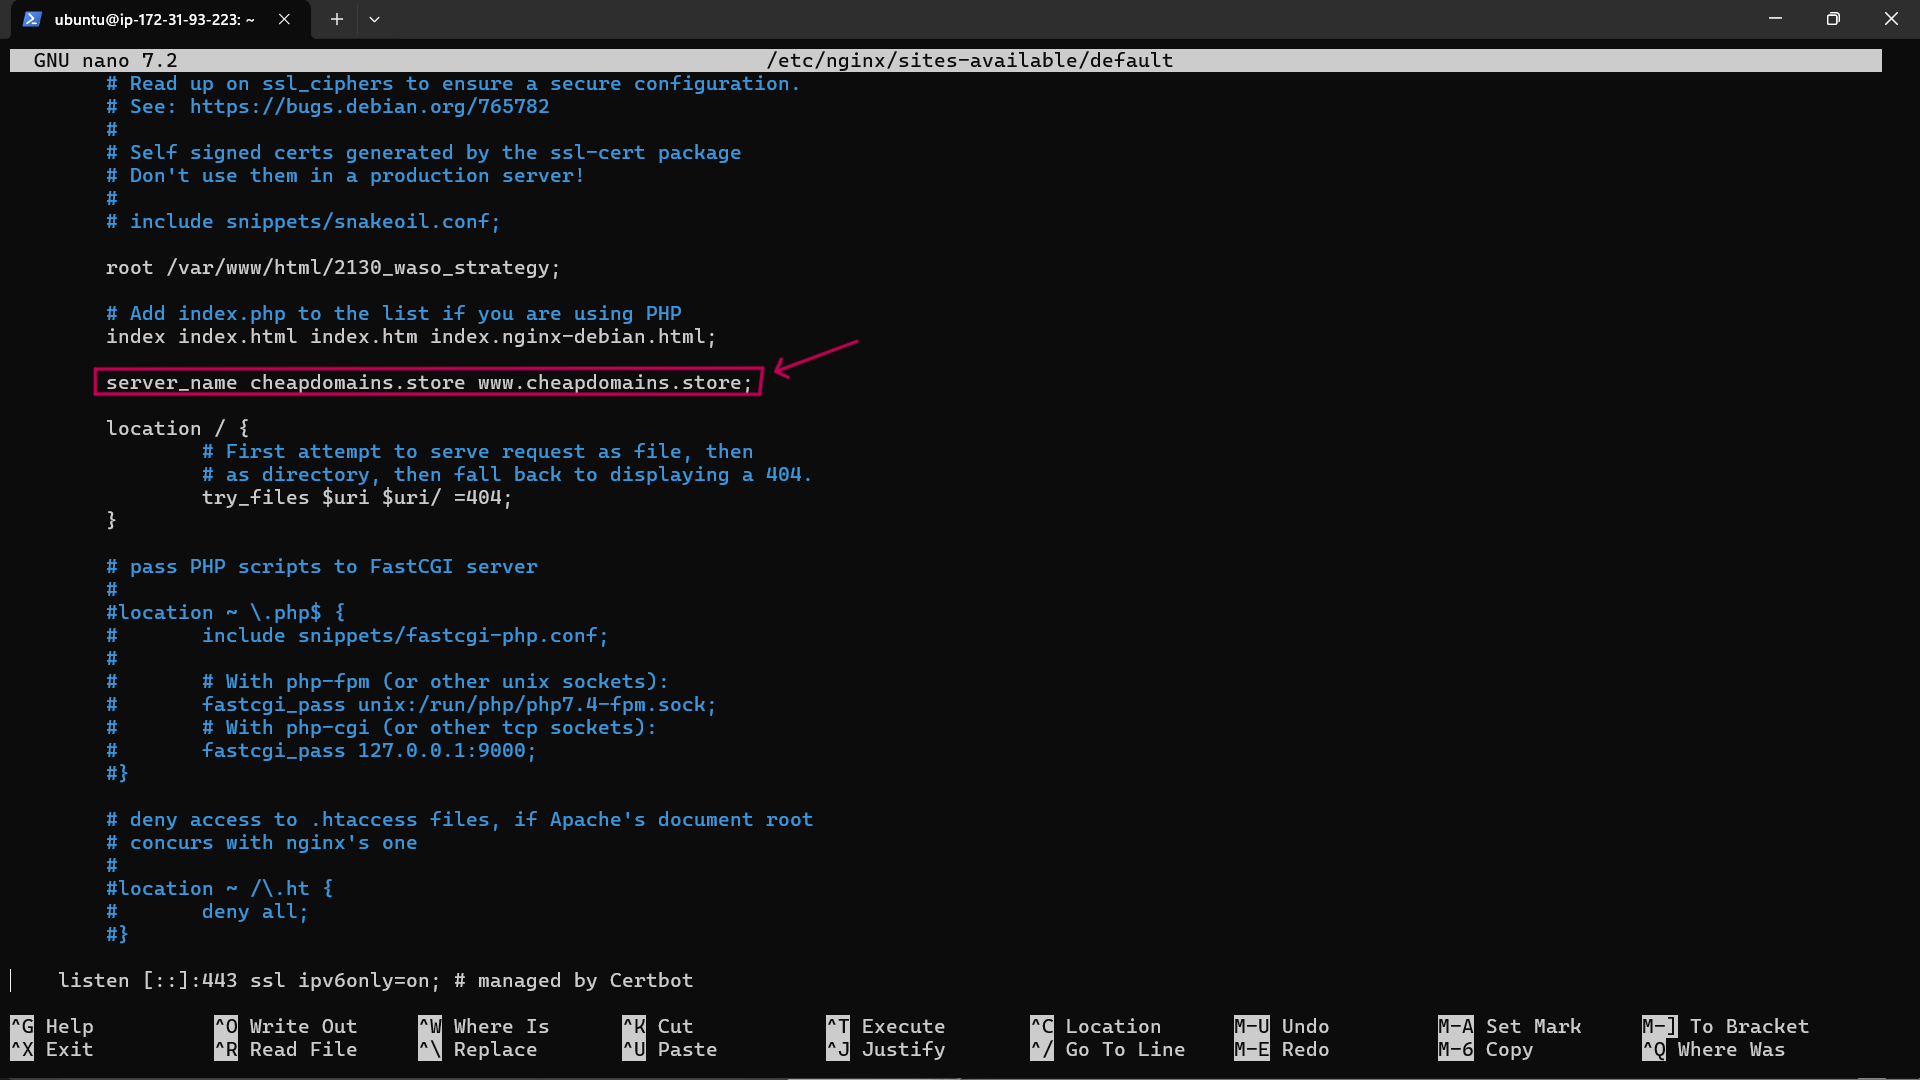 ubuntu@ip-172-31-93-223: ~
GNU nano 7.2 /etc/nginx/sites-available/default
# Read up on ssl_ciphers to ensure a secure configuration.
# See: https://bugs.debian.org/765782
#
# Self signed certs generated by the ssl-cert package
# Don't use them in a production server!
#
# include snippets/snakeoil.conf;
root /var/www/html/2130_waso_strategy;
# Add index.php to the list if you are using PHP
index index.html index.htm index.nginx-debian.html;
server_name cheapdomains.store www.cheapdomains.store;
location / {
# First attempt to serve request as file, then
# as directory, then fall back to displaying a 404.
try_files $uri $uri/ =404;
}
# pass PHP scripts to FastCGI server
#
#location ~ \.php$ {
# include snippets/fastcgi-php.conf;
#
# # With php-fpm (or other unix sockets):
# fastcgi_pass unix:/run/php/php7.4-fpm.sock;
# # With php-cgi (or other tcp sockets):
# fastcgi_pass 127.0.0.1:9000;
#}
# deny access to .htaccess files, if Apache's document root
# concurs with nginx's one
#
#location ~ /\.ht {
# deny all;
#}
listen [::]:443 ssl ipv6only=on; # managed by Certbot
^G Help ^O Write Out ^W Where Is ^K Cut ^T Execute ^C Location M-U Undo M-A Set Mark M-] To Bracket
^X Exit ^R Read File ^\ Replace ^U Paste ^J Justify ^/ Go To Line M-E Redo M-6 Copy ^Q Where Was